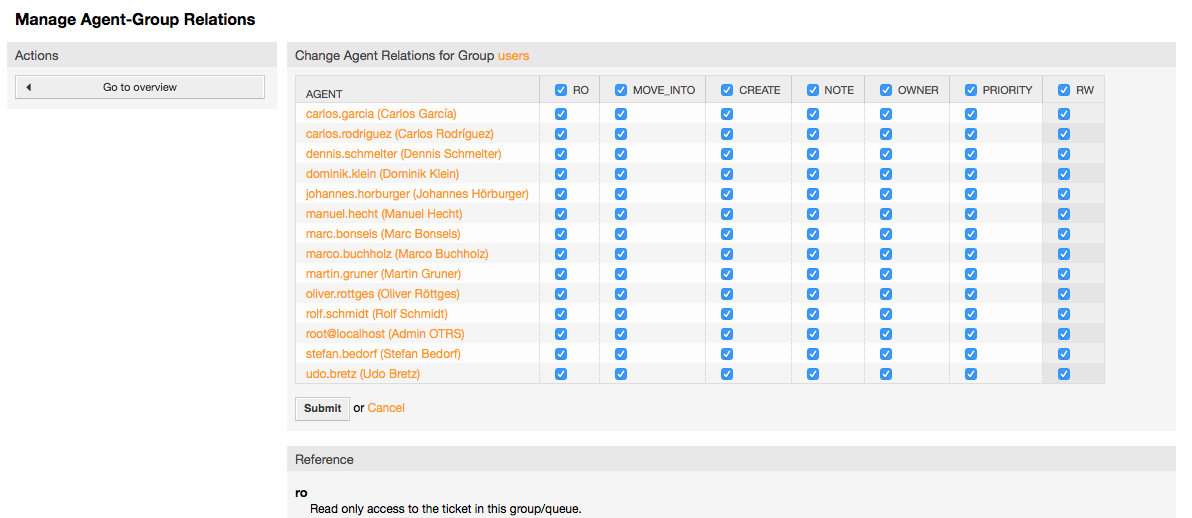 Manage Agent-Group Relations
Actions
Go to overview
Change Agent Relations for Group users
AGENT RO MOVE_INTO CREATE NOTE OWNER PRIORITY RW
carlos.garcia (Carlos García)
carlos.rodriguez (Carlos Rodríguez)
dennis.schmelter (Dennis Schmelter)
dominik.klein (Dominik Klein)
johannes.horburger (Johannes Hörburger)
manuel.hecht (Manuel Hecht)
marc.bonsels (Marc Bonsels)
marco.buchholz (Marco Buchholz)
martin.gruner (Martin Gruner)
oliver.rottges (Oliver Röttges)
rolf.schmidt (Rolf Schmidt)
root@localhost (Admin OTRS)
stefan.bedorf (Stefan Bedorf)
udo.bretz (Udo Bretz)
Submit or Cancel
Reference
ro
Read only access to the ticket in this group/queue.